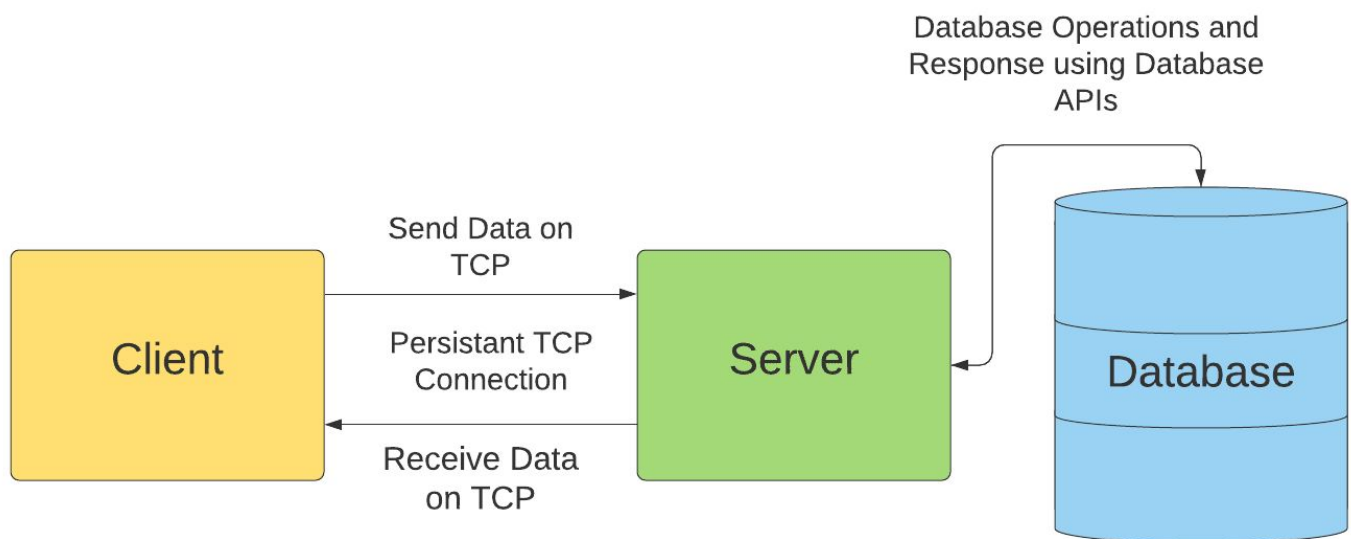 Database Operations and
Response using Database
APIs
Send Data on
TCP
Client
Persistant TCP
Connection
Server
Database
Receive Data
on TCP